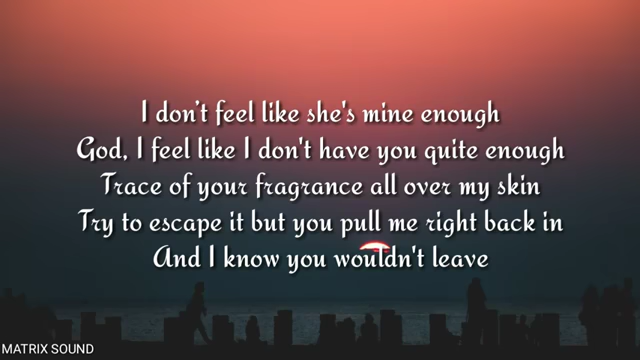 I don't feel like she's mine enough
God, I feel like I don't have you quite enough
Trace of your fragrance all over my skin
Try to escape it but you pull me right back in
And I know you wouldn't leave
MATRIX SOUND